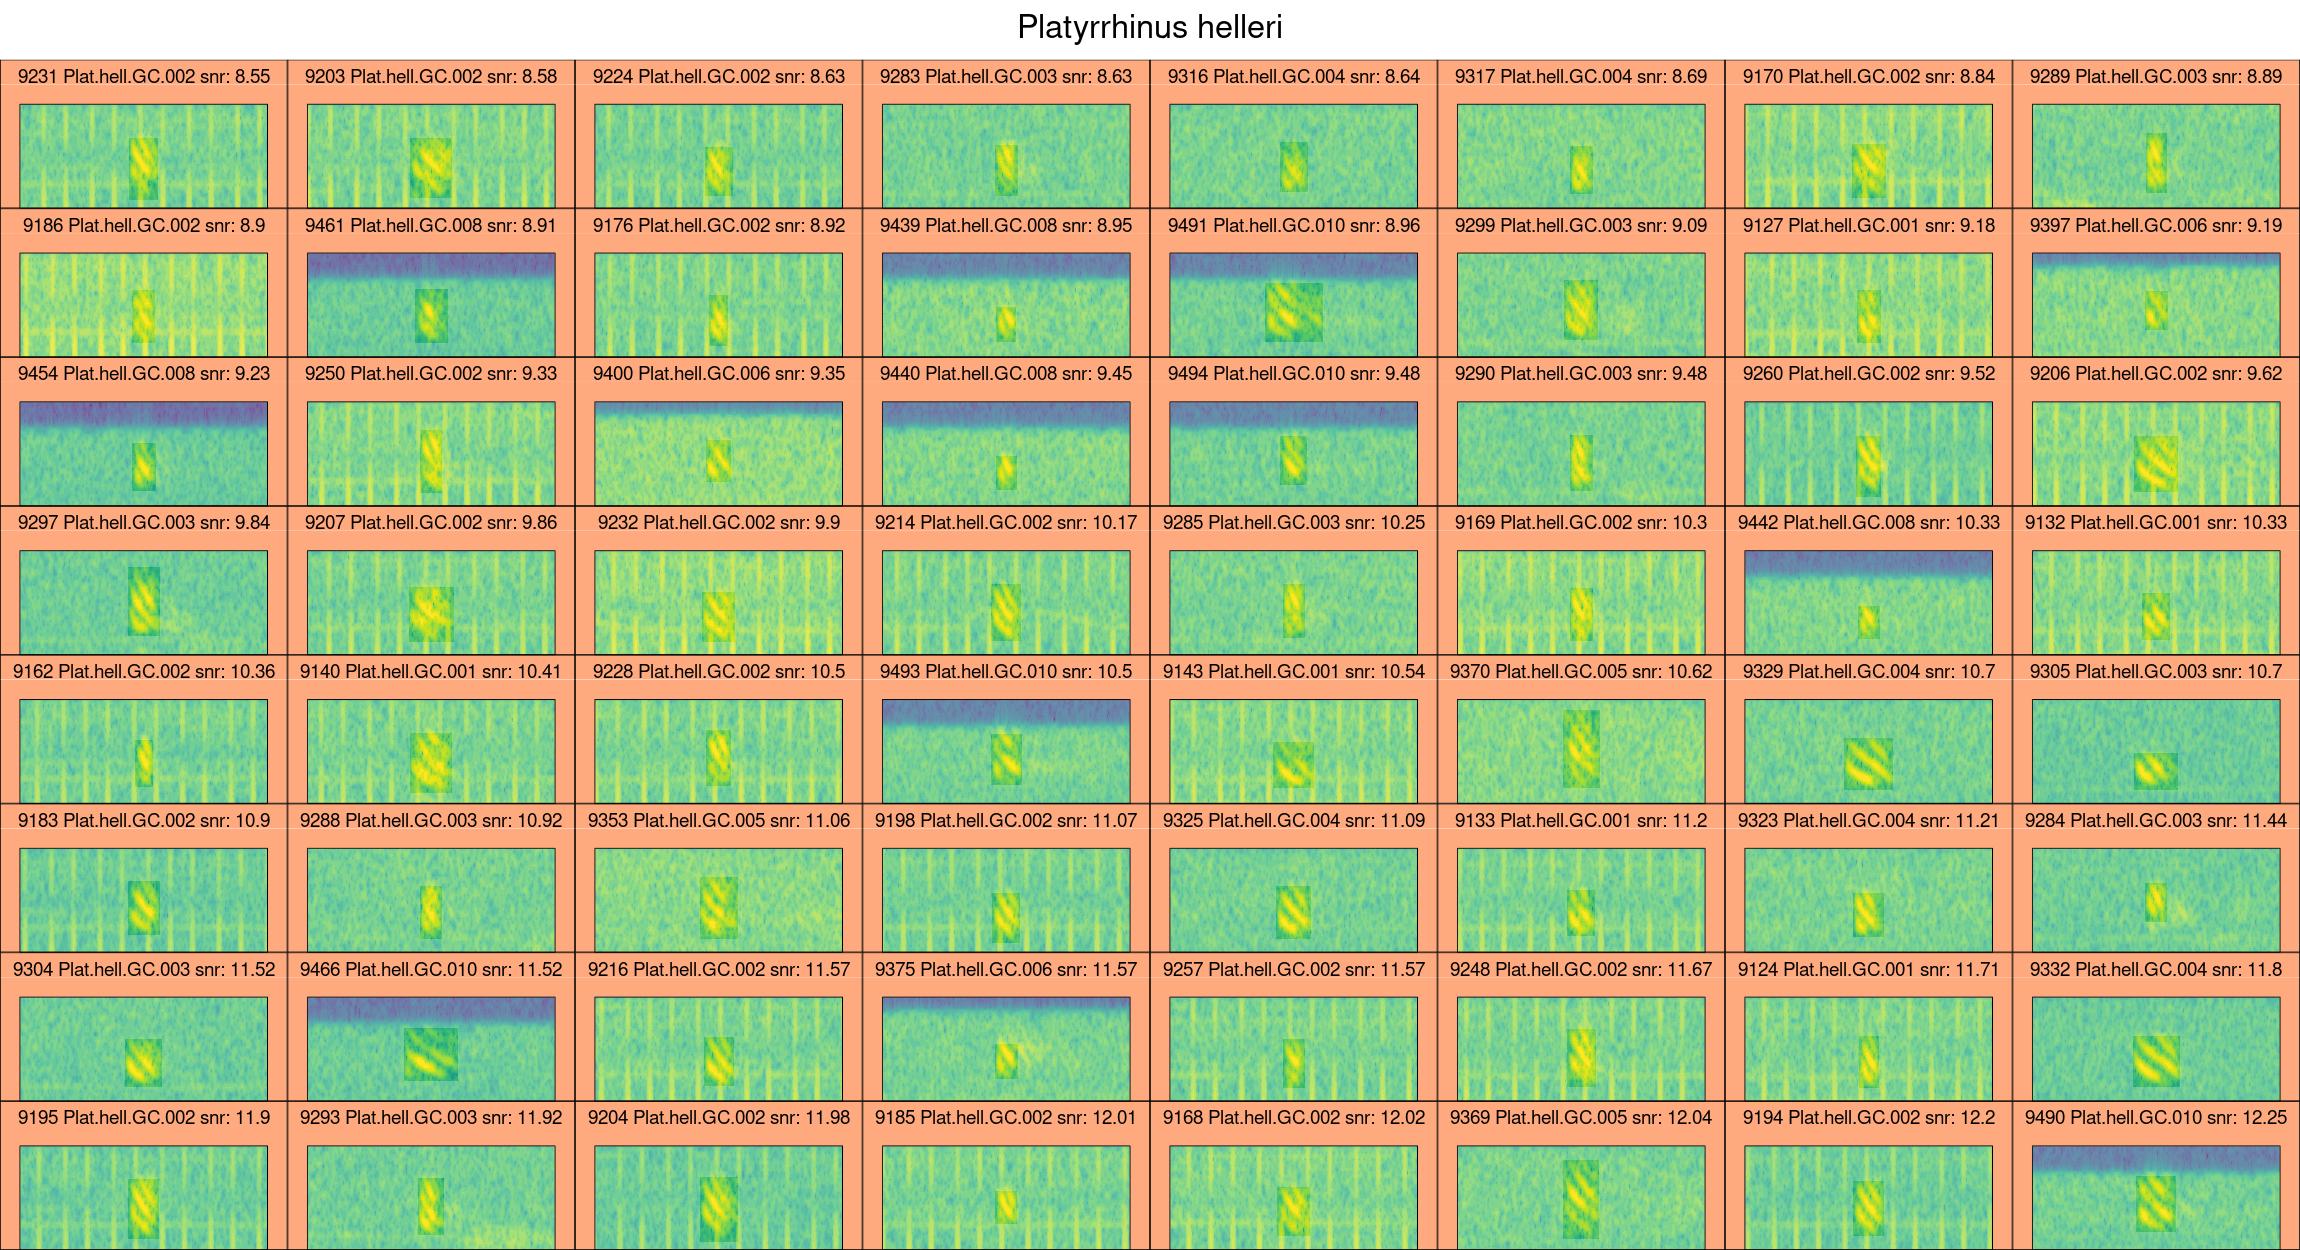 Platyrrhinus helleri
9231 Plat.hell.GC.002 snr: 8.55
9203 Plat.hell.GC.002 snr: 8.58
9224 Plat.hell.GC.002 snr: 8.63
9283 Plat.hell.GC.003 snr: 8.63
9316 Plat.hell.GC.004 snr: 8.64
9317 Plat.hell.GC.004 snr: 8.69
9170 Plat.hell.GC.002 snr: 8.84
9289 Plat.hell.GC.003 snr: 8.89
9186 Plat.hell.GC.002 snr: 8.9
9461 Plat.hell.GC.008 snr: 8.91
9176 Plat.hell.GC.002 snr: 8.92
9439 Plat.hell.GC.008 snr: 8.95
9491 Plat.hell.GC.010 snr: 8.96
9299 Plat.hell.GC.003 snr: 9.09
9127 Plat.hell.GC.001 snr: 9.18
9397 Plat.hell.GC.006 snr: 9.19
9454 Plat.hell.GC.008 snr: 9.23
9250 Plat.hell.GC.002 snr: 9.33
9400 Plat.hell.GC.006 snr: 9.35
9440 Plat.hell.GC.008 snr: 9.45
9494 Plat.hell.GC.010 snr: 9.48
9290 Plat.hell.GC.003 snr: 9.48
9260 Plat.hell.GC.002 snr: 9.52
9206 Plat.hell.GC.002 snr: 9.62
9297 Plat.hell.GC.003 snr: 9.84
9207 Plat.hell.GC.002 snr: 9.86
9232 Plat.hell.GC.002 snr: 9.9
9214 Plat.hell.GC.002 snr: 10.17
9285 Plat.hell.GC.003 snr: 10.25
9169 Plat.hell.GC.002 snr: 10.3
9442 Plat.hell.GC.008 snr: 10.33
9132 Plat.hell.GC.001 snr: 10.33
9162 Plat.hell.GC.002 snr: 10.36
9140 Plat.hell.GC.001 snr: 10.41
9228 Plat.hell.GC.002 snr: 10.5
9493 Plat.hell.GC.010 snr: 10.5
9143 Plat.hell.GC.001 snr: 10.54
9370 Plat.hell.GC.005 snr: 10.62
9329 Plat.hell.GC.004 snr: 10.7
9305 Plat.hell.GC.003 snr: 10.7
9183 Plat.hell.GC.002 snr: 10.9
9288 Plat.hell.GC.003 snr: 10.92
9353 Plat.hell.GC.005 snr: 11.06
9198 Plat.hell.GC.002 snr: 11.07
9325 Plat.hell.GC.004 snr: 11.09
9133 Plat.hell.GC.001 snr: 11.2
9323 Plat.hell.GC.004 snr: 11.21
9284 Plat.hell.GC.003 snr: 11.44
9304 Plat.hell.GC.003 snr: 11.52
9466 Plat.hell.GC.010 snr: 11.52
9216 Plat.hell.GC.002 snr: 11.57
9375 Plat.hell.GC.006 snr: 11.57
9257 Plat.hell.GC.002 snr: 11.57
9248 Plat.hell.GC.002 snr: 11.67
9124 Plat.hell.GC.001 snr: 11.71
9332 Plat.hell.GC.004 snr: 11.8
9195 Plat.hell.GC.002 snr: 11.9
9293 Plat.hell.GC.003 snr: 11.92
9204 Plat.hell.GC.002 snr: 11.98
9185 Plat.hell.GC.002 snr: 12.01
9168 Plat.hell.GC.002 snr: 12.02
9369 Plat.hell.GC.005 snr: 12.04
9194 Plat.hell.GC.002 snr: 12.2
9490 Plat.hell.GC.010 snr: 12.25